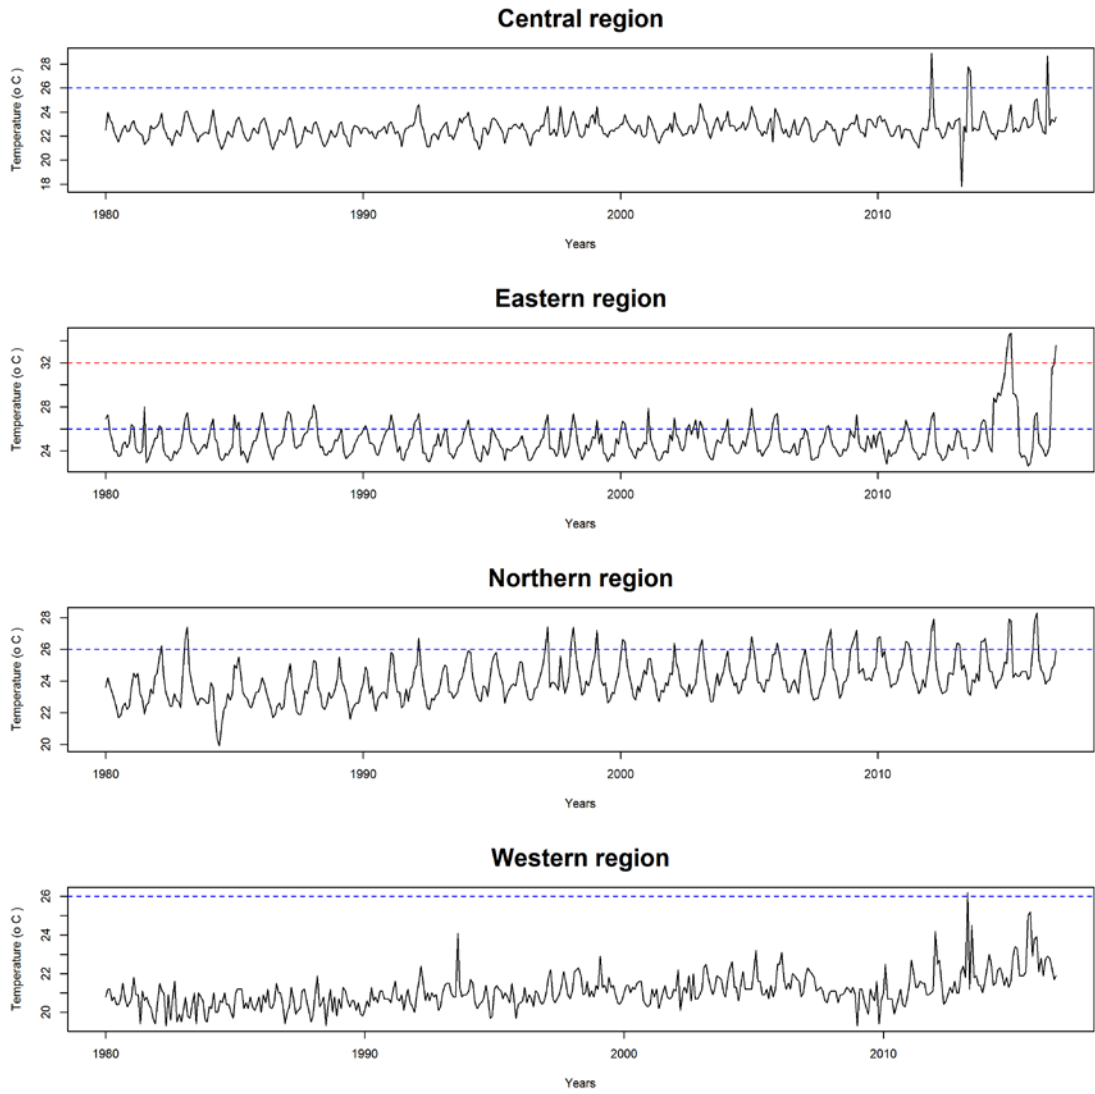 Central region
Temperature (o C )
28
26
24
22
20
18
1980 1990 2000 2010
Years
Eastern region
Temperature (o C )
32
28
24
1980 1990 2000 2010
Years
Northern region
Temperature (o C )
28
26
24
22
20
1980 1990 2000 2010
Years
Western region
Temperature (o C )
26
24
22
20
1980 1990 2000 2010
Years